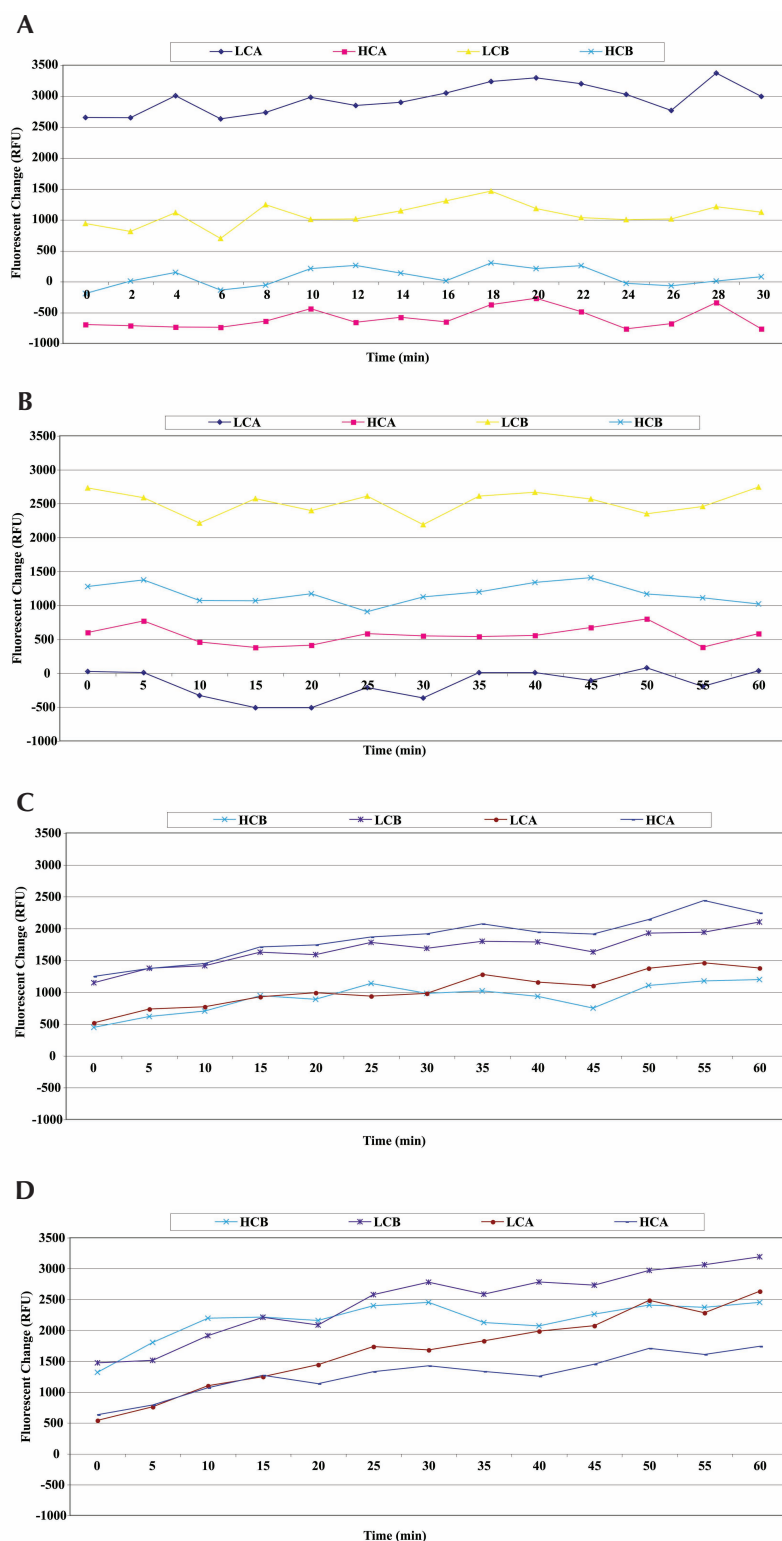 A
LCA HCA LCB HCB
3500
3000
2500
2000
1500
1000
500
0
-500
-1000
Fluorescent Change (RFU)
0 2 4 6 8 10 12 14 16 18 20 22 24 26 28 30
Time (min)
B
LCA HCA LCB HCB
3500
3000
2500
2000
1500
1000
500
0
-500
-1000
Fluorescent Change (RFU)
0 5 10 15 20 25 30 35 40 45 50 55 60
Time (min)
C
HCB LCB LCA HCA
3500
3000
2500
2000
1500
1000
500
0
-500
-1000
Fluorescent Change (RFU)
0 5 10 15 20 25 30 35 40 45 50 55 60
Time (min)
D
HCB LCB LCA HCA
3500
3000
2500
2000
1500
1000
500
0
-500
-1000
Fluorescent Change (RFU)
0 5 10 15 20 25 30 35 40 45 50 55 60
Time (min)